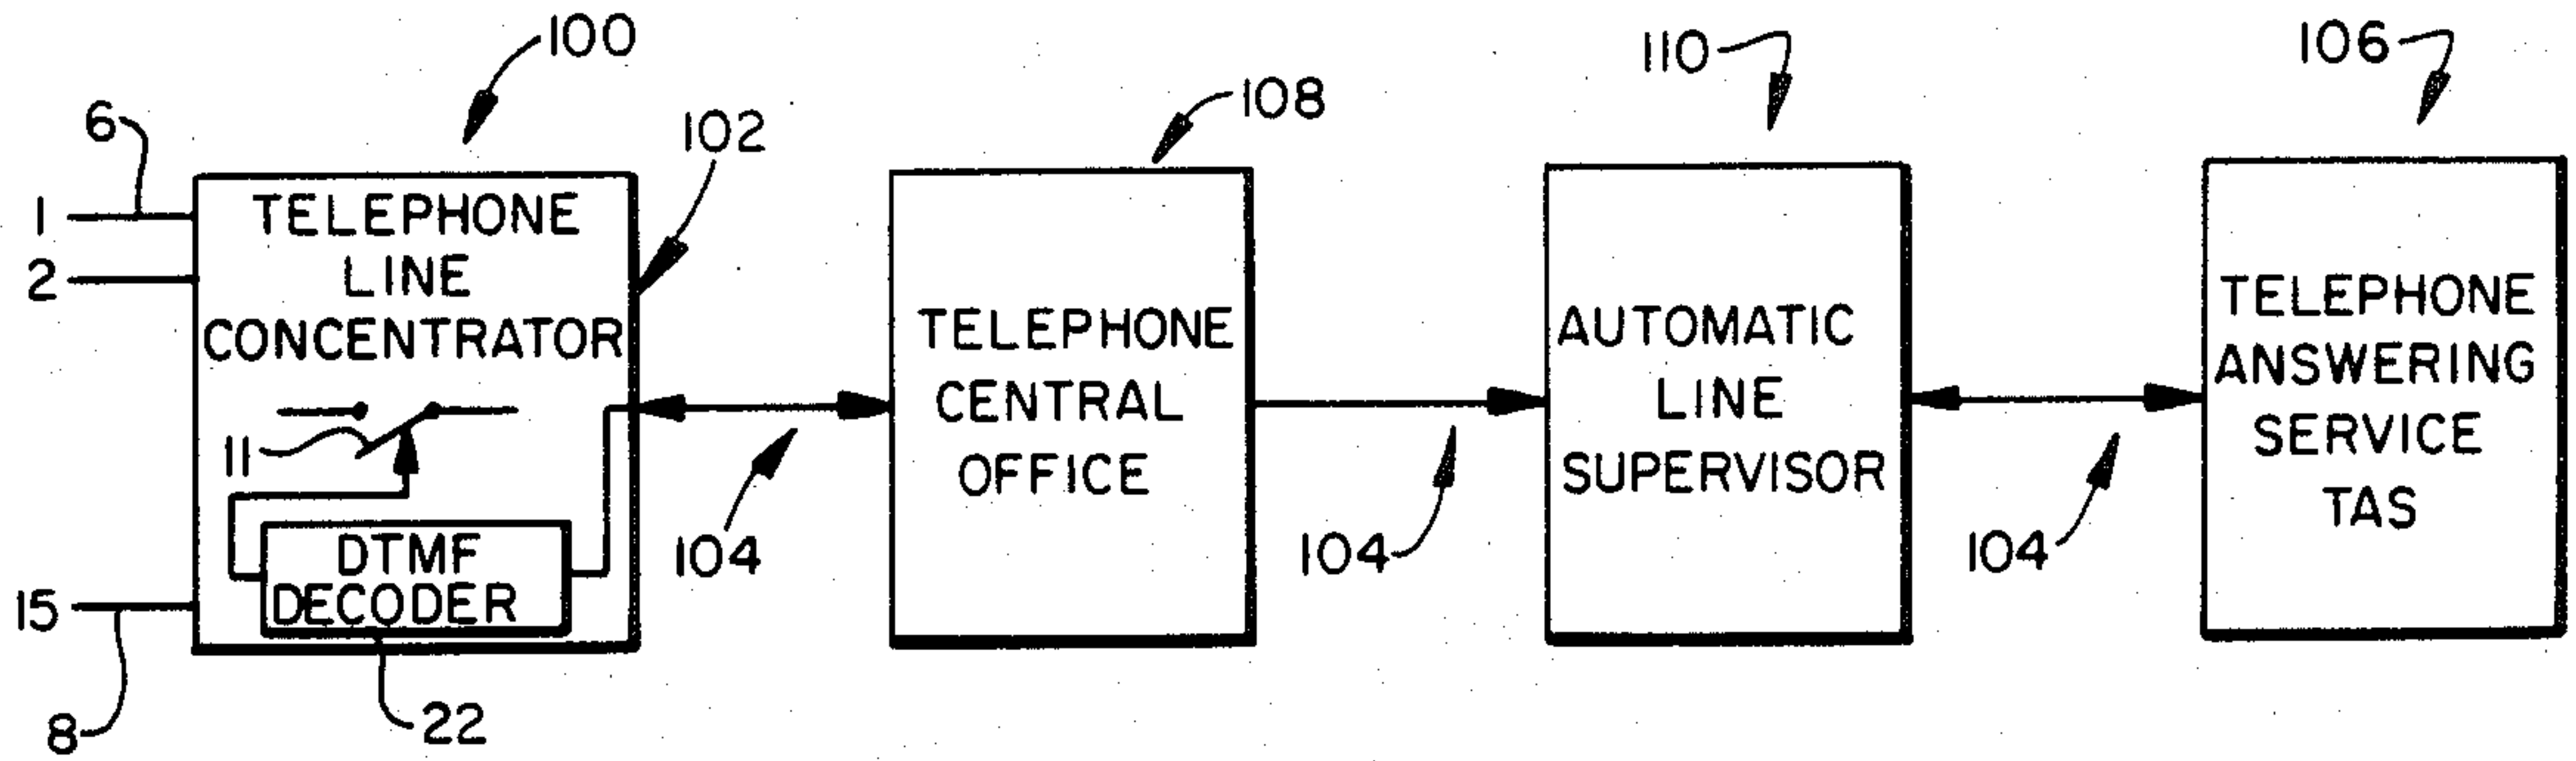 100
110
106
108
6
102
1
2
TELEPHONE
LINE
CONCENTRATOR
11
DTMF
DECODER
15
8
22
104
TELEPHONE
CENTRAL
OFFICE
104
AUTOMATIC
LINE
SUPERVISOR
104
TELEPHONE
ANSWERING
SERVICE
TAS